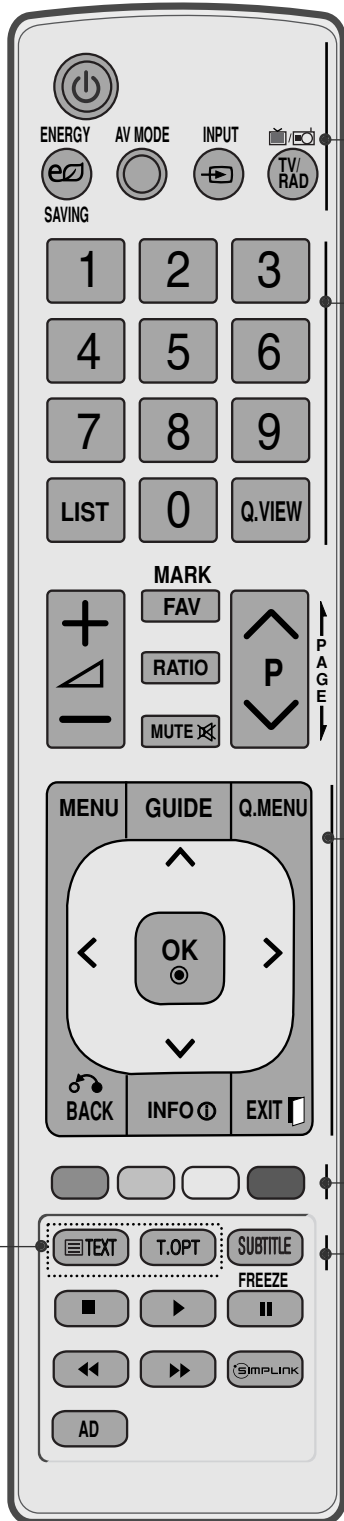 ENERGY AV MODE INPUT
TV/
RAD
SAVING
1 2 3
4 5 6
7 8 9
LIST 0 Q.VIEW
MARK
FAV
RATIO
P
MUTE
PAGE
MENU GUIDE Q.MENU
OK
BACK INFO EXIT
TEXT T.OPT SUBTITLE
FREEZE
SIMPLINK
AD